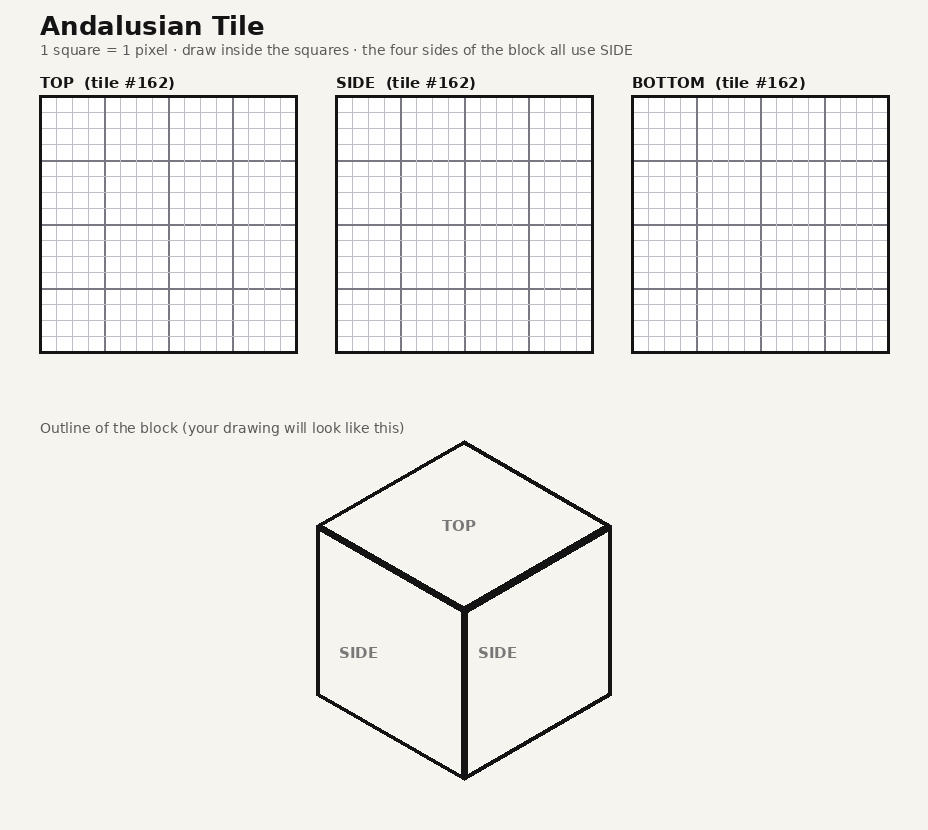 Andalusian Tile
1 square = 1 pixel · draw inside the squares · the four sides of the block all use SIDE
TOP (tile #162)
SIDE (tile #162)
BOTTOM (tile #162)
Outline of the block (your drawing will look like this)
TOP
SIDE
SIDE